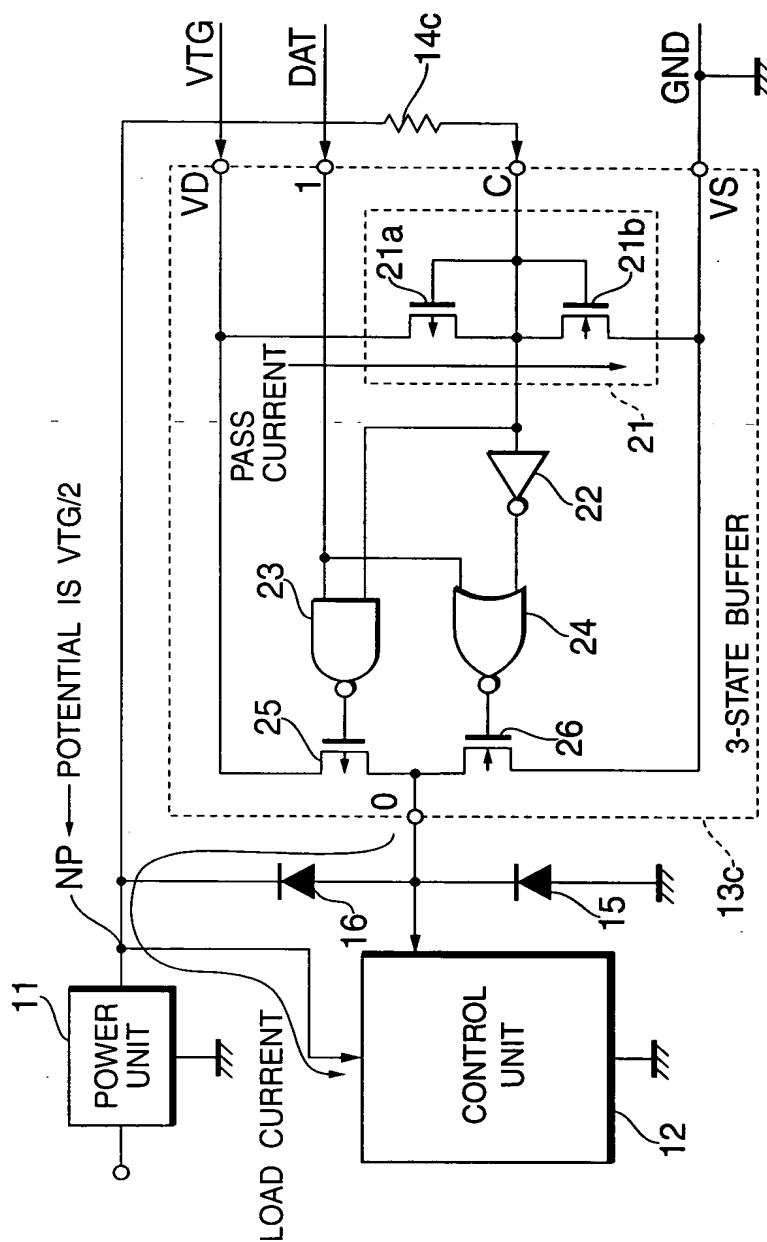 11
POWER
UNIT
NP
POTENTIAL IS VTG/2
LOAD CURRENT
CONTROL
UNIT
12
16
15
0
25
26
23
24
22
PASS
CURRENT
21
21a
21b
VD
1
C
VS
VTG
DAT
14c
GND
3-STATE BUFFER
13c